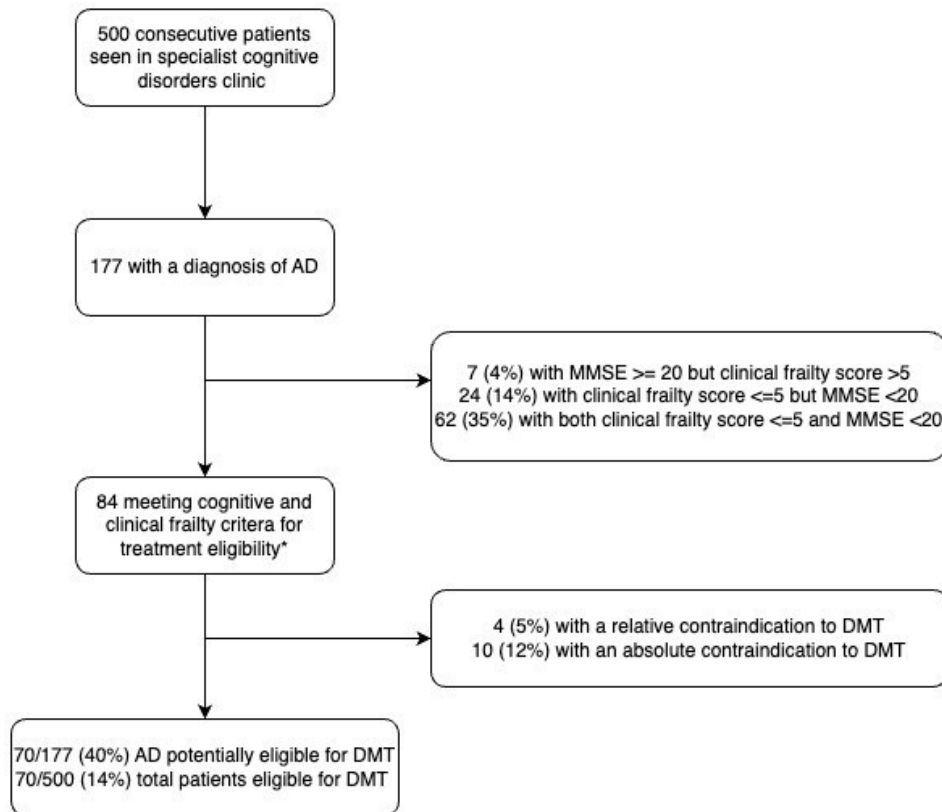 500 consecutive patients
seen in specialist cognitive
disorders clinic
177 with a diagnosis of AD
7 (4%) with MMSE >= 20 but clinical frailty score >5
24 (14%) with clinical frailty score <=5 but MMSE <20
62 (35%) with both clinical frailty score <=5 and MMSE <20
84 meeting cognitive and
clinical frailty critera for
treatment eligibility*
4 (5%) with a relative contraindication to DMT
10 (12%) with an absolute contraindication to DMT
70/177 (40%) AD potentially eligible for DMT
70/500 (14%) total patients eligible for DMT